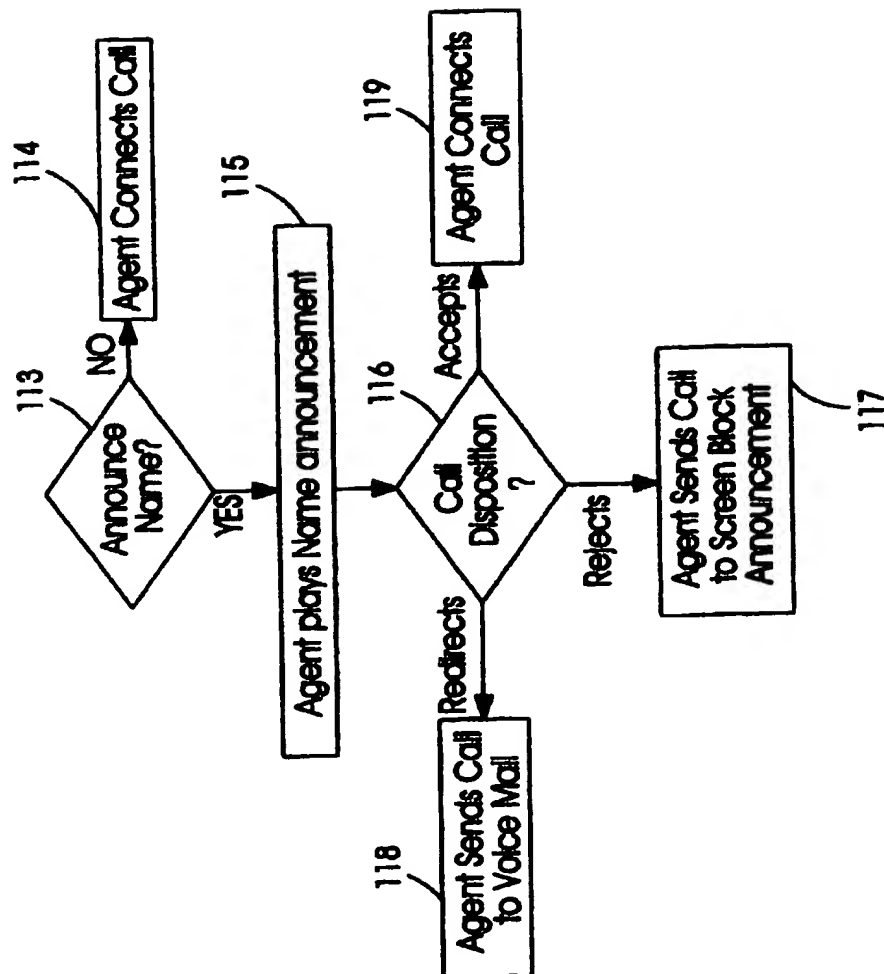 113
Announce
Name?
NO
114
Agent Connects Call
YES
115
Agent plays Name announcement
116
Call
Disposition
?
Accepts
119
Agent Connects
Call
Redirects
118
Agent Sends Call
to Voice Mail
Rejects
Agent Sends Call
to Screen Block
Announcement
117